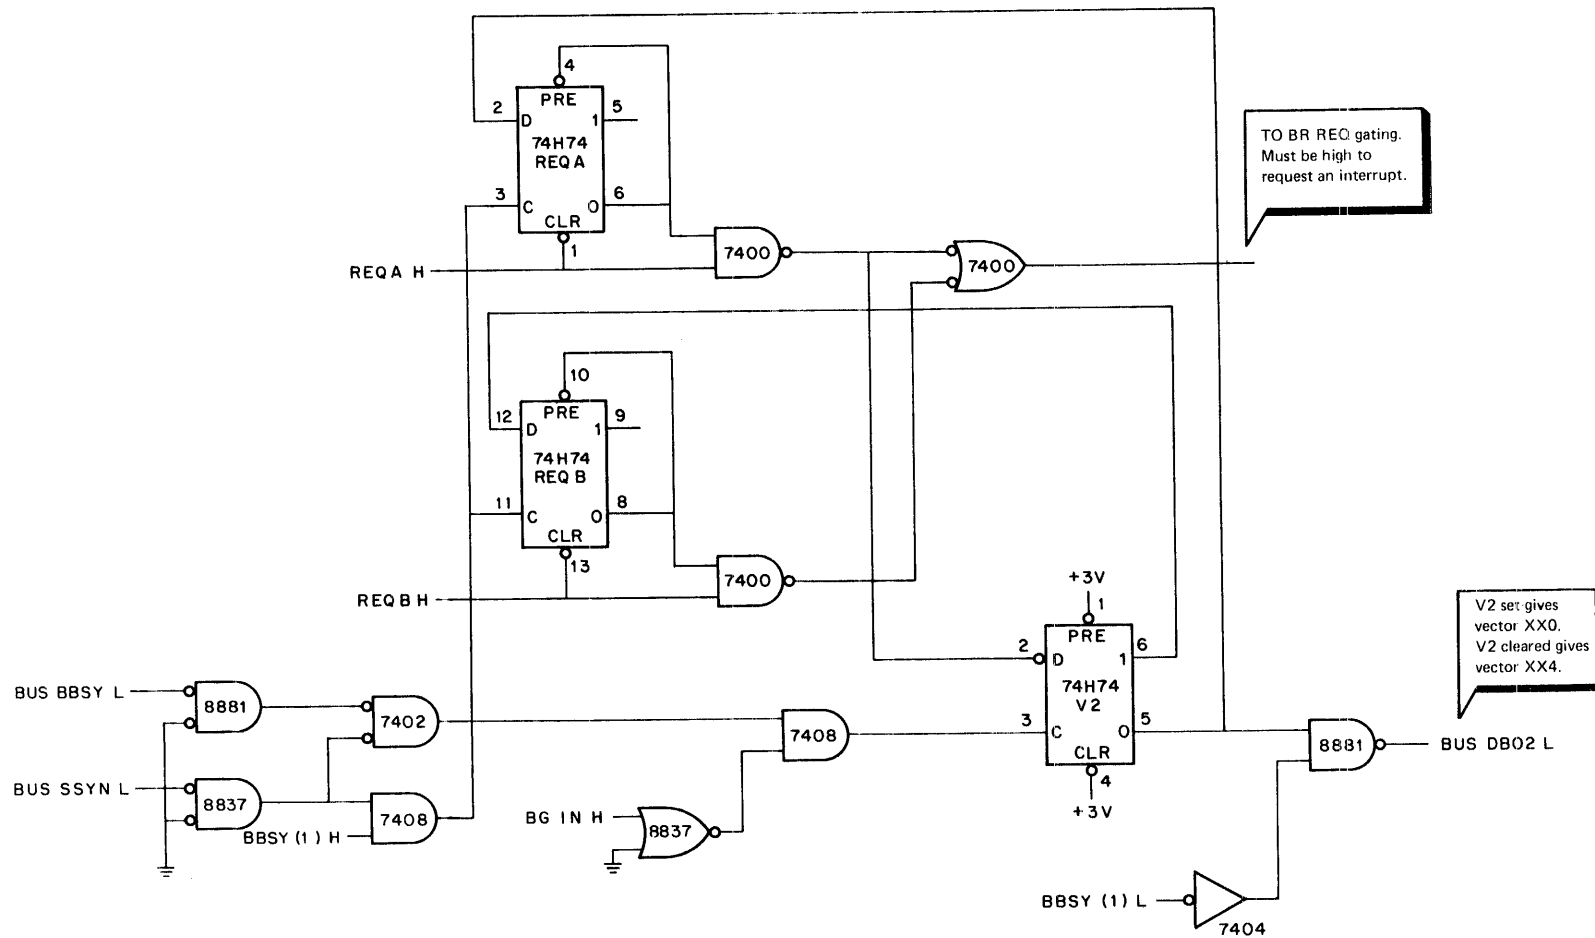 4
PRE
2
D
1
5
74H74
REQ A
3
C
0
6
CLR
1
REQ A H
7400
7400
TO BR REQ gating.
Must be high to
request an interrupt.
10
PRE
12
D
1
9
74H74
REQ B
11
C
0
8
CLR
13
REQ B H
7400
+3V
1
PRE
2
D
1
6
74H74
V2
3
C
0
5
CLR
4
+3V
V2 set gives
vector XX0.
V2 cleared gives
vector XX4.
BUS BBSY L
8881
7402
7408
8881
BUS DB02 L
BUS SSYN L
8837
7408
BBSY (1) H
BG IN H
8837
BBSY (1) L
7404